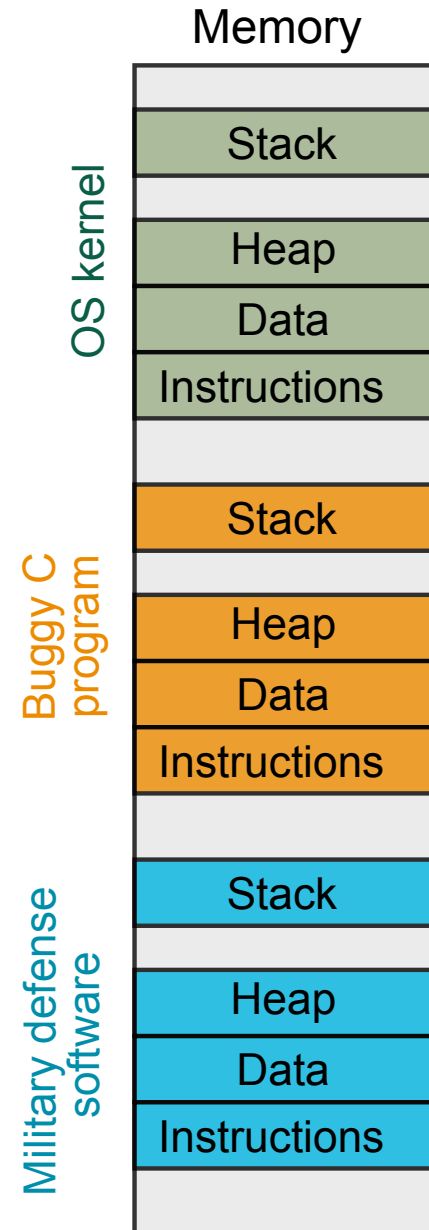 Memory
OS kernel
Stack
Heap
Data
Instructions
Buggy C
program
Stack
Heap
Data
Instructions
Military defense
software
Stack
Heap
Data
Instructions